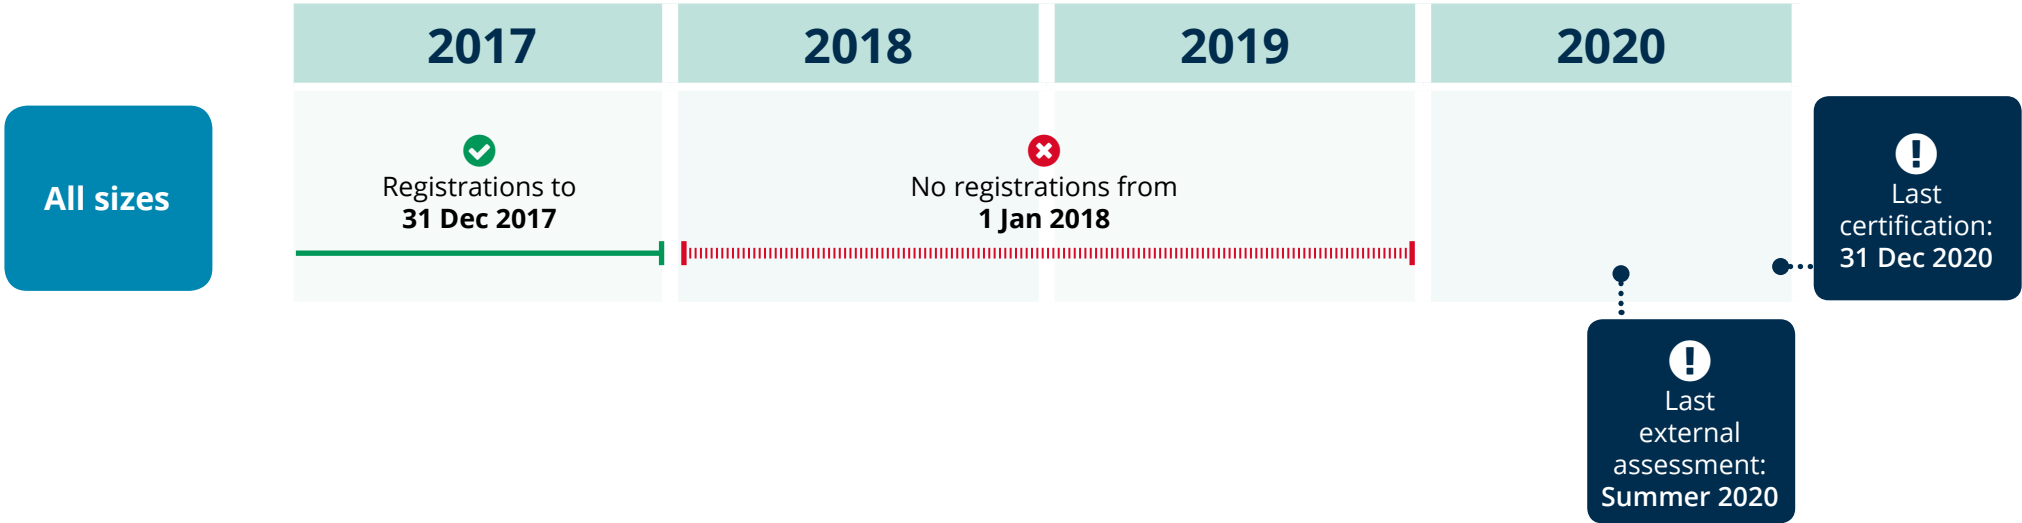 2017
2018
2019
2020
All sizes
Registrations to
31 Dec 2017
No registrations from
1 Jan 2018
Last
certification:
31 Dec 2020
Last
external
assessment:
Summer 2020